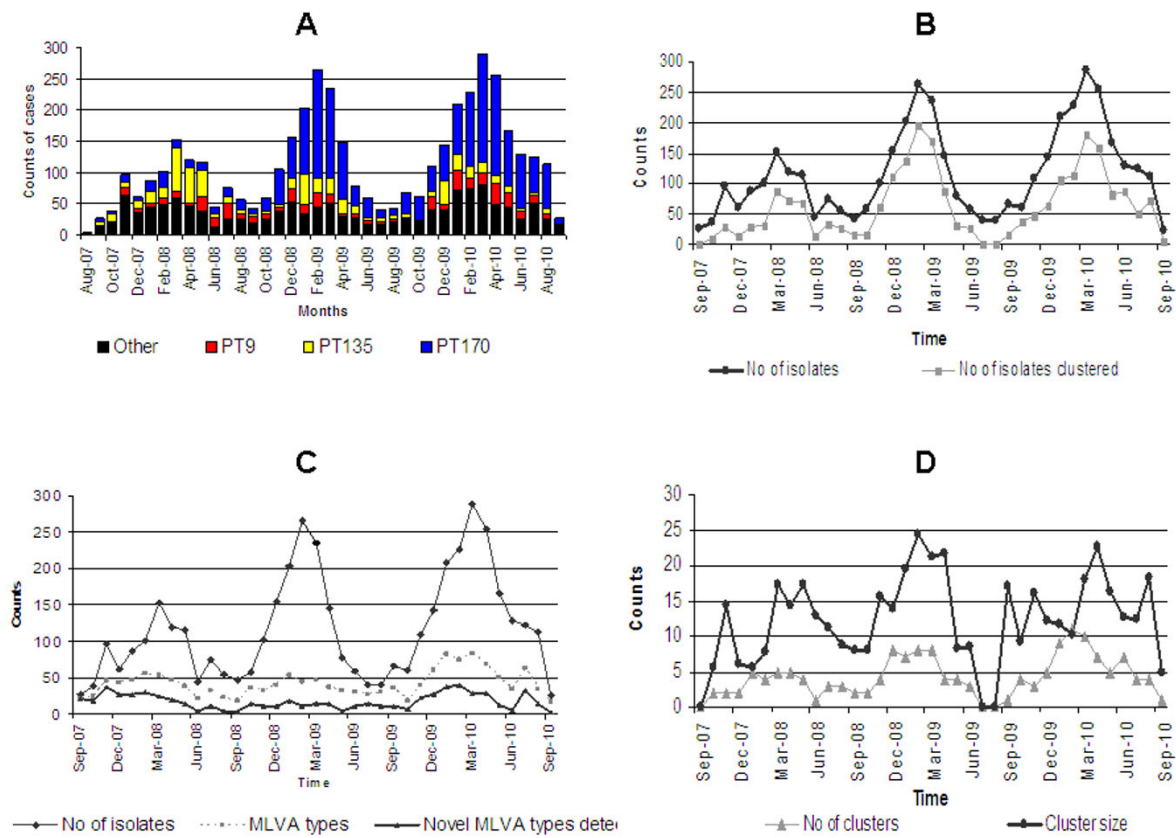 A
300
250
200
150
100
50
0
Counts of cases
Aug-07
Oct-07
Dec-07
Feb-08
Apr-08
Jun-08
Aug-08
Oct-08
Dec-08
Feb-09
Apr-09
Jun-09
Aug-09
Oct-09
Dec-09
Feb-10
Apr-10
Jun-10
Aug-10
Months
Other PT9 PT135 PT170
B
300
250
200
150
100
50
0
Counts
Sep-07
Dec-07
Mar-08
Jun-08
Sep-08
Dec-08
Mar-09
Jun-09
Sep-09
Dec-09
Mar-10
Jun-10
Sep-10
Time
No of isolates No of isolates clustered
C
300
250
200
150
100
50
0
Counts
Sep-07
Dec-07
Mar-08
Jun-08
Sep-08
Dec-08
Mar-09
Jun-09
Sep-09
Dec-09
Mar-10
Jun-10
Sep-10
Time
No of isolates MLVA types Novel MLVA types dete
D
30
25
20
15
10
5
0
Counts
Sep-07
Dec-07
Mar-08
Jun-08
Sep-08
Dec-08
Mar-09
Jun-09
Sep-09
Dec-09
Mar-10
Jun-10
Sep-10
Time
No of clusters Cluster size